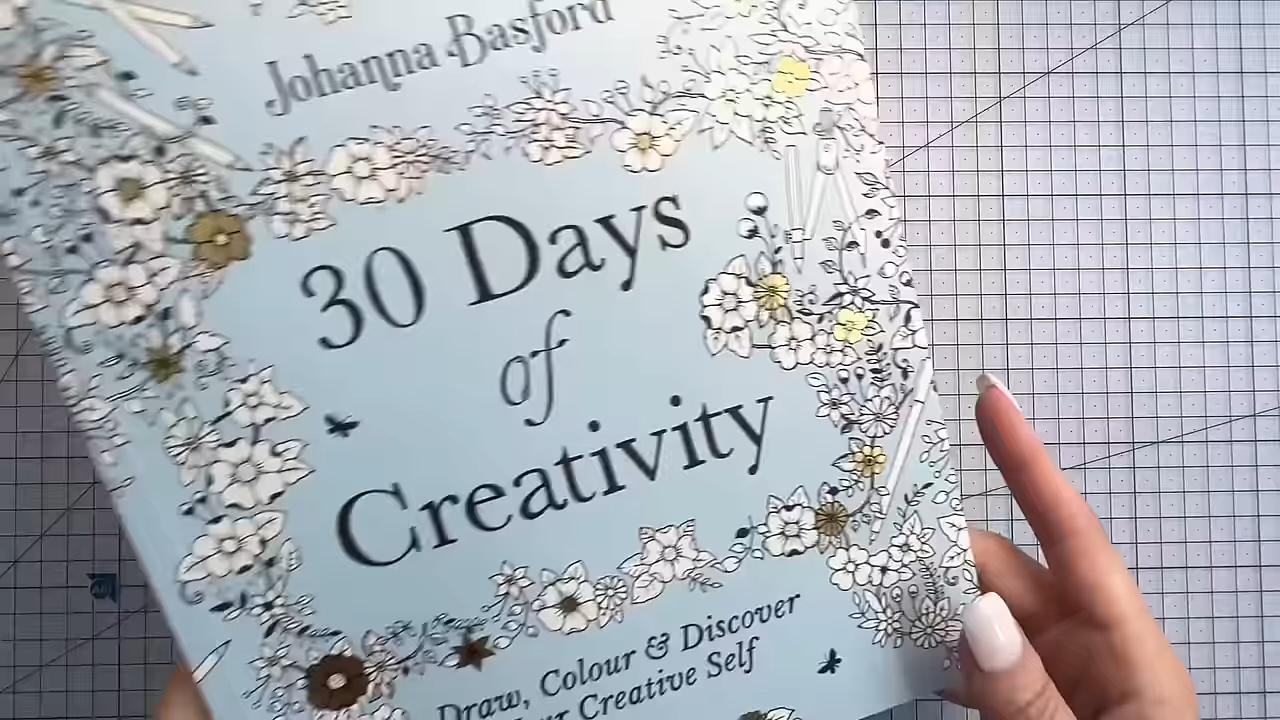 Johanna Basford
30 Days
of
Creativity
Draw, Colour & Discover
Creative Self